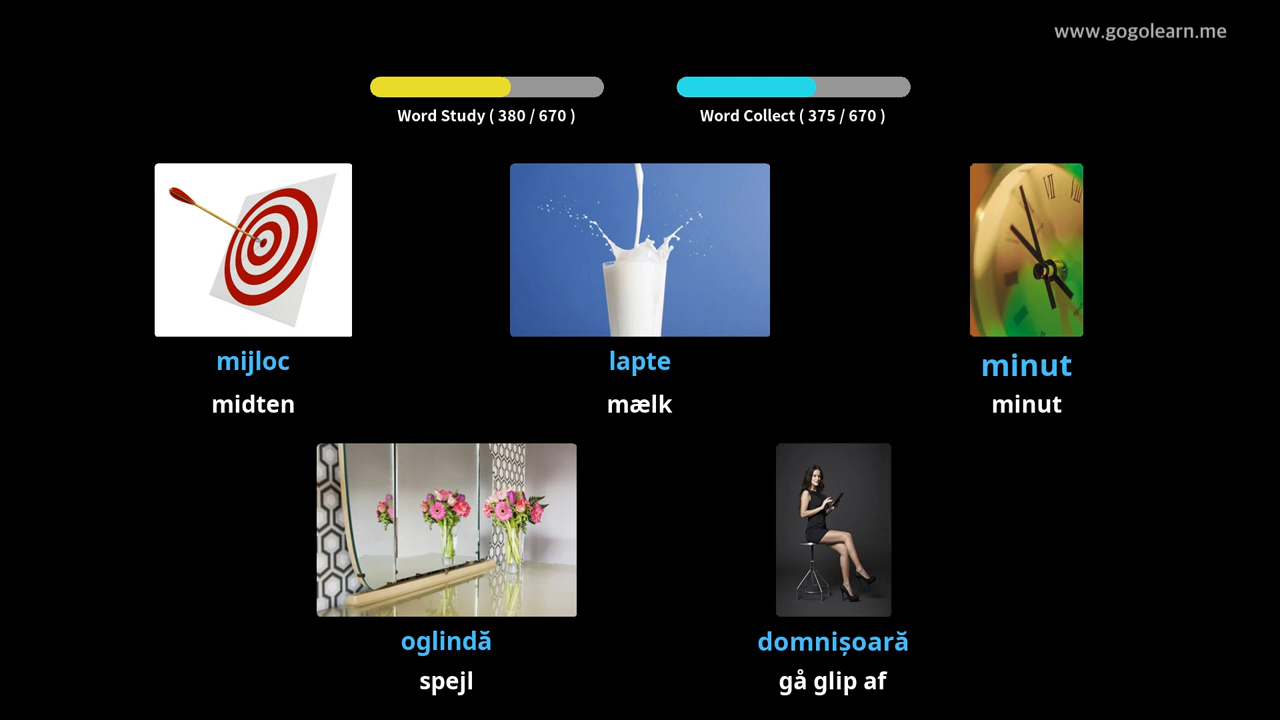 www.gogolearn.me
Word Study ( 380 / 670 )
Word Collect ( 375 / 670 )
mijloc
midten
lapte
mælk
minut
minut
oglindă
spejl
domnișoară
gå glip af